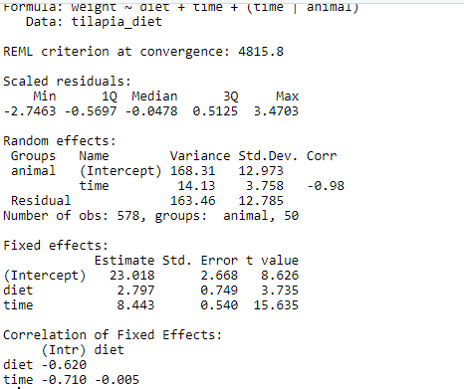 Formula: weight ~ diet + time + (time | animal)
   Data: tilapia_diet

REML criterion at convergence: 4815.8

Scaled residuals:
    Min      1Q  Median      3Q     Max
-2.7463 -0.5697 -0.0478  0.5125  3.4703

Random effects:
 Groups   Name        Variance Std.Dev. Corr
 animal   (Intercept) 168.31   12.973
          time         14.13    3.758   -0.98
 Residual             163.46   12.785
Number of obs: 578, groups:  animal, 50

Fixed effects:
            Estimate Std. Error t value
(Intercept)   23.018      2.668   8.626
diet           2.797      0.749   3.735
time           8.443      0.540  15.635

Correlation of Fixed Effects:
     (Intr) diet
diet -0.620
time -0.710 -0.005